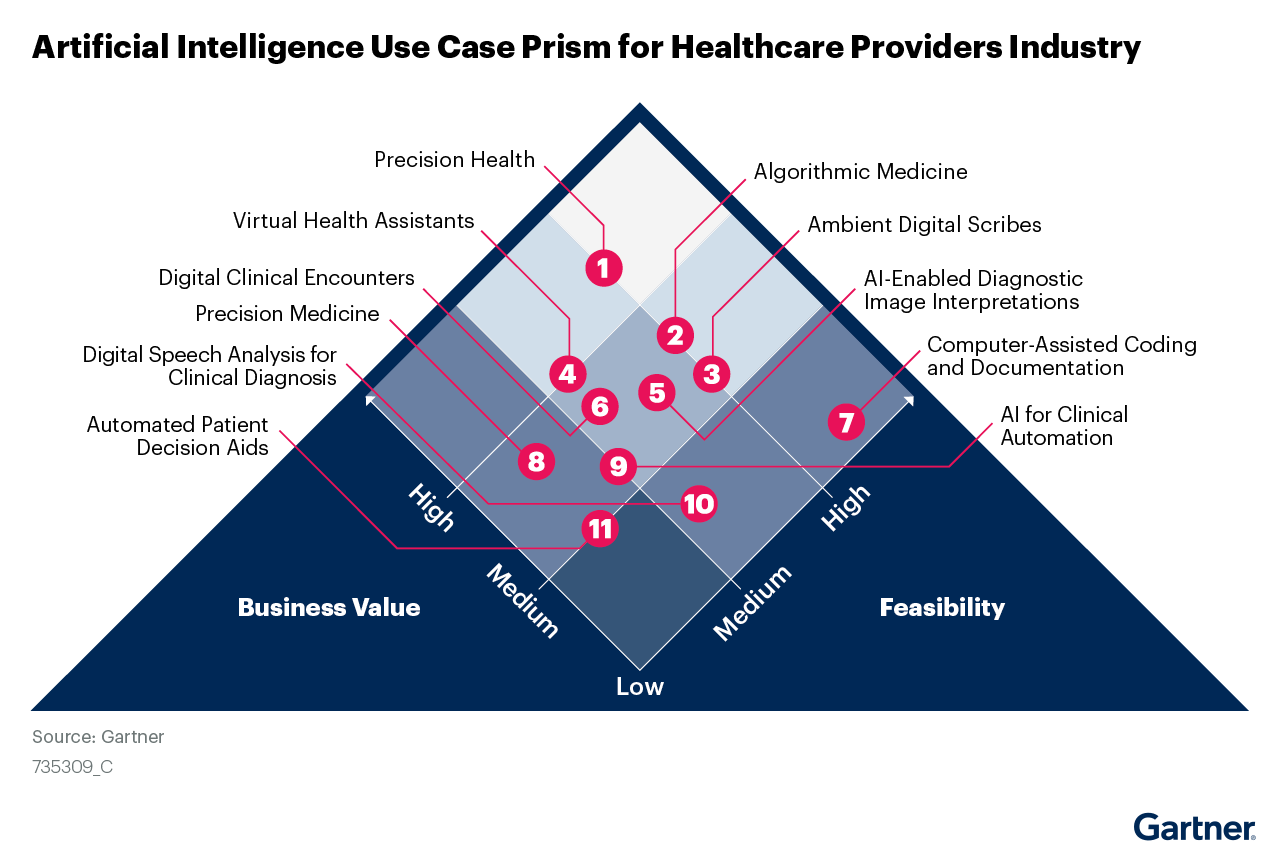 Artificial Intelligence Use Case Prism for Healthcare Providers Industry
Precision Health
Algorithmic Medicine
Virtual Health Assistants
Ambient Digital Scribes
Digital Clinical Encounters
AI-Enabled Diagnostic
Image Interpretations
Precision Medicine
Digital Speech Analysis for
Clinical Diagnosis
Computer-Assisted Coding
and Documentation
Automated Patient
Decision Aids
AI for Clinical
Automation
1
2
3
4
5
6
7
8
9
10
11
High
High
Medium
Medium
Business Value
Feasibility
Low
Source: Gartner
735309_C
Gartner®